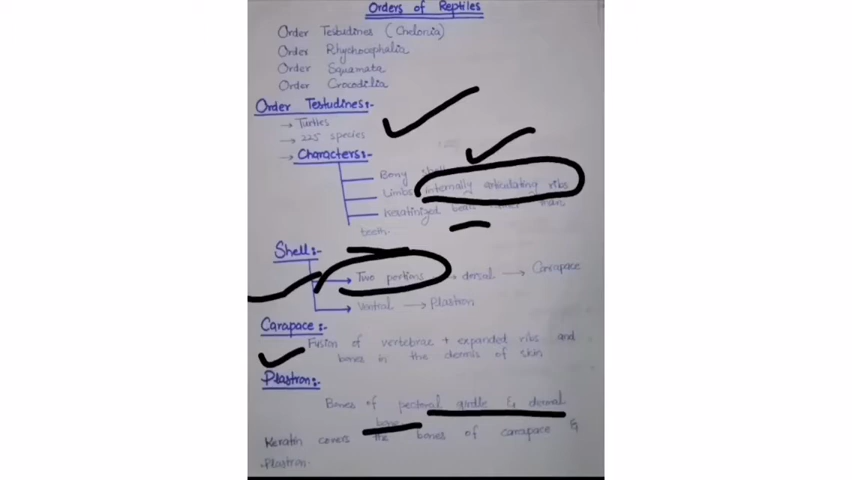 Orders of Reptiles
Order Testudines (Chelonia)
Order Rhychocephalia
Order Squamata
Order Crocodilia
Order Testudines:-
→ Turtles
→ 225 species
→ Characters:-
Bony shell
Limbs internally articulating ribs
Keratinized beak rather than
teeth.
Shell:-
Two portions → dorsal → Carapace
Ventral → Plastron
Carapace:-
Fusion of vertebrae + expanded ribs and
bones in the dermis of skin
Plastron:-
Bones of pectoral girdle & dermal
bone
Keratin covers the bones of carapace &
plastron.